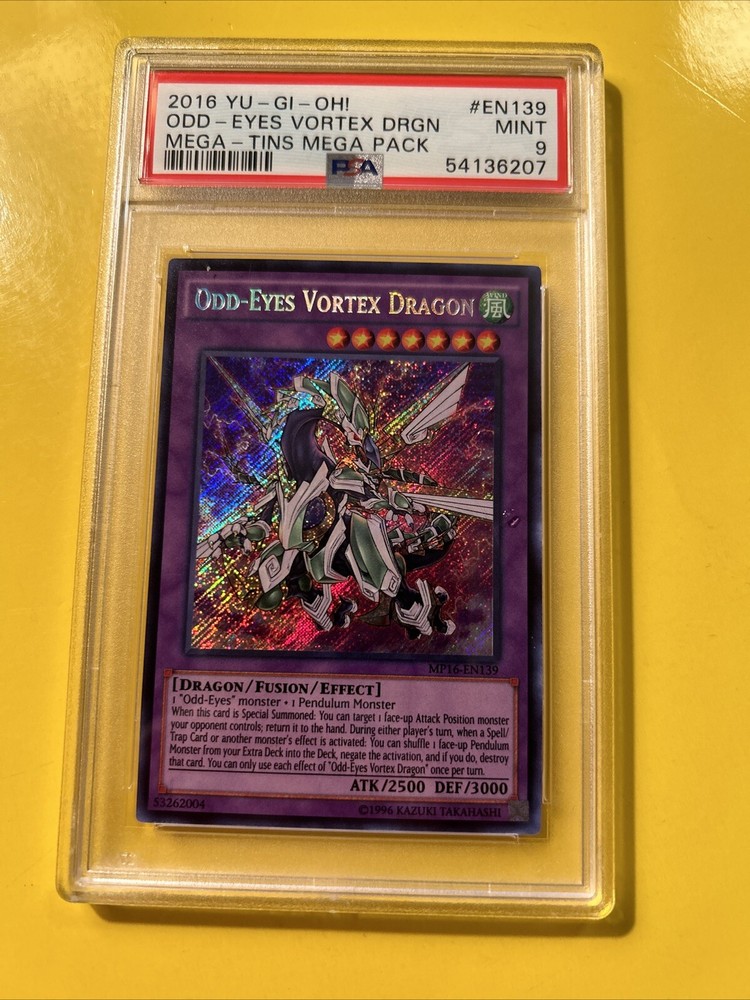 2016 YU-GI-OH! #EN139
ODD-EYES VORTEX DRGN MINT
MEGA-TINS MEGA PACK 9
PSA 54136207
ODD-EYES VORTEX DRAGON
WIND
風
MP16-EN139
[DRAGON/FUSION/EFFECT]
1 "Odd-Eyes" monster + 1 Pendulum Monster
When this card is Special Summoned: You can target 1 face-up Attack Position monster
your opponent controls; return it to the hand. During either player's turn, when a Spell/
Trap Card or another monster's effect is activated: You can shuffle 1 face-up Pendulum
Monster from your Extra Deck into the Deck, negate the activation, and if you do, destroy
that card. You can only use each effect of "Odd-Eyes Vortex Dragon" once per turn.
ATK/2500 DEF/3000
53262004 ©1996 KAZUKI TAKAHASHI